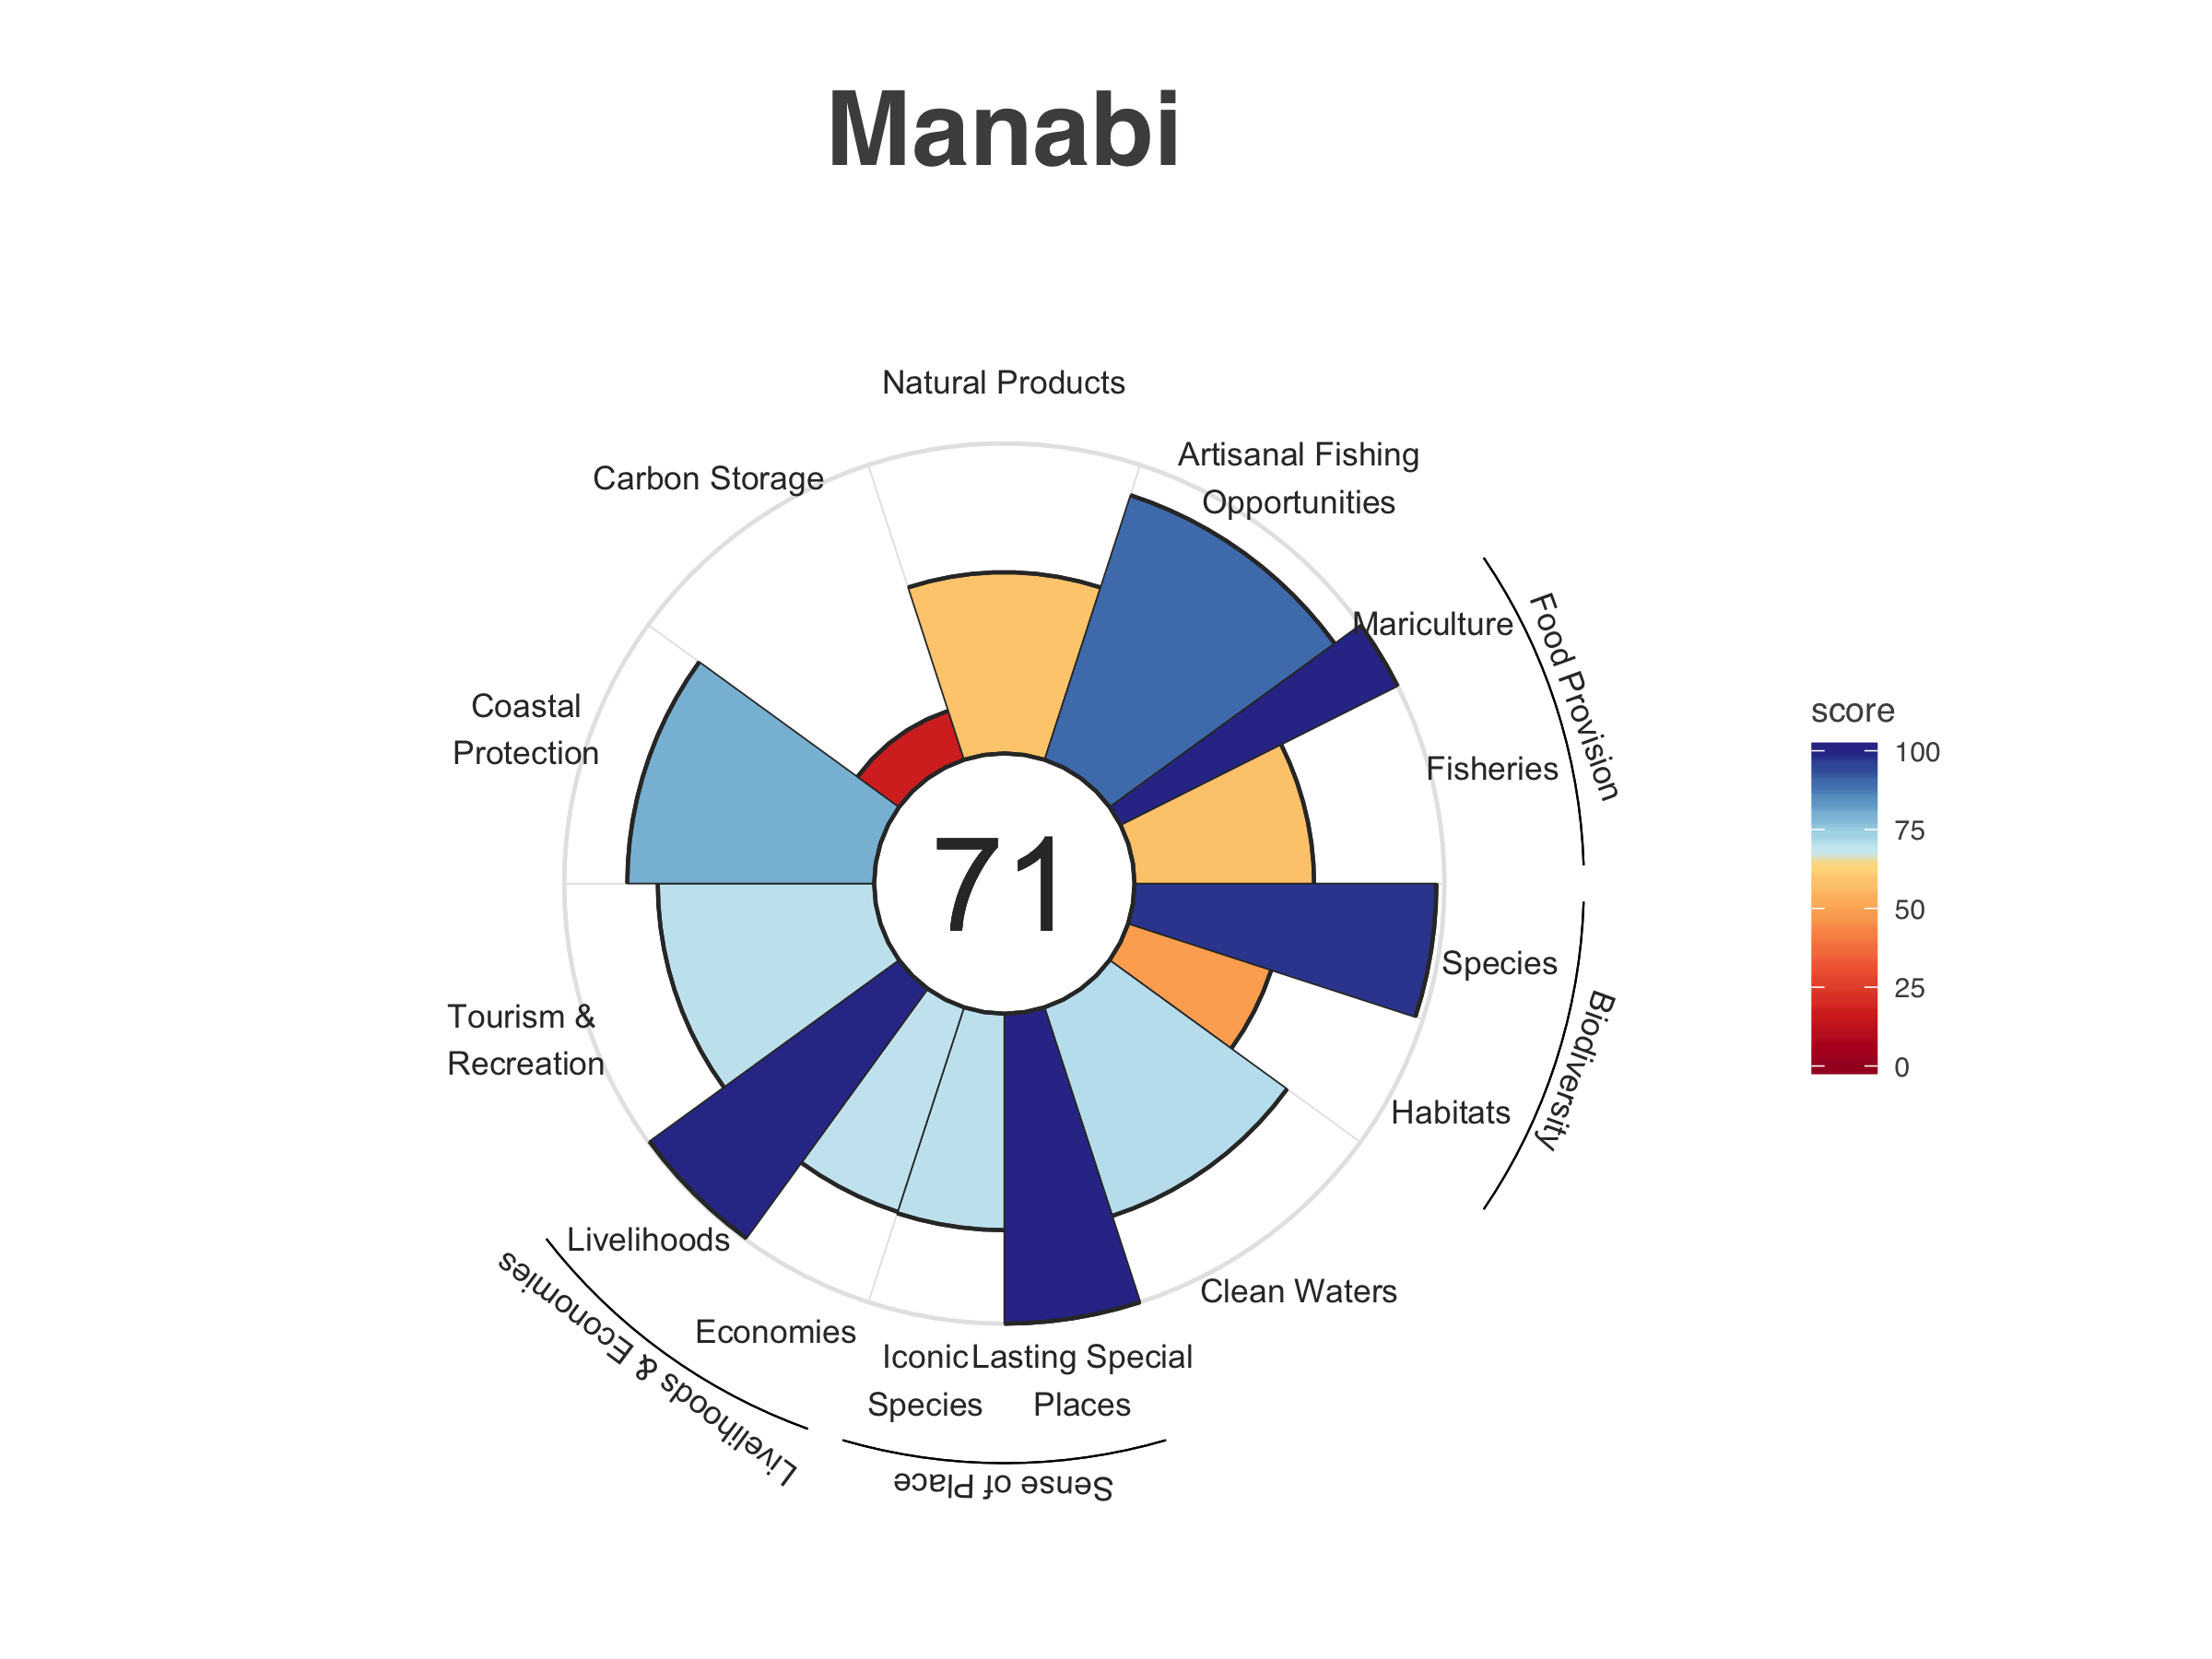 Manabi
Natural Products
Artisanal Fishing
Opportunities
Carbon Storage
Mariculture
Food Provision
Coastal
Protection
Fisheries
score
100
75
50
25
0
71
Species
Biodiversity
Tourism &
Recreation
Habitats
Livelihoods
Livelihoods & Economies
Clean Waters
Economies
Iconic
Species
Lasting Special
Places
Sense of Place